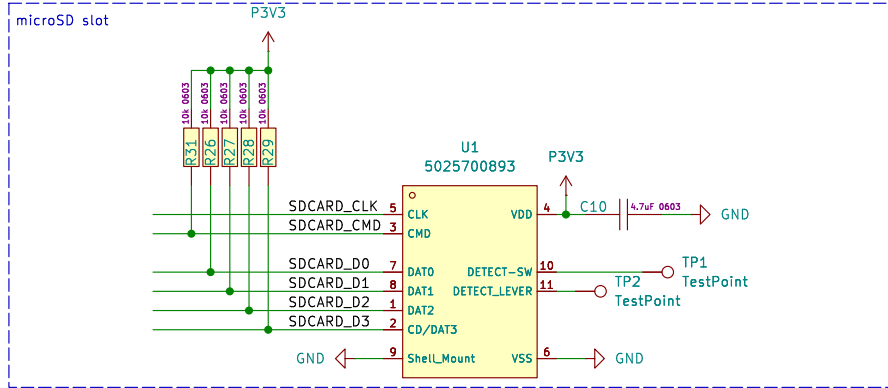 microSD slot
P3V3
10k 0603
10k 0603
10k 0603
10k 0603
10k 0603
R31
R26
R27
R28
R29
U1
5025700893
P3V3
SDCARD_CLK
5
CLK
VDD
4
C10
4.7uF 0603
GND
SDCARD_CMD
3
CMD
SDCARD_D0
7
DAT0
DETECT-SW
10
TP1
TestPoint
SDCARD_D1
8
DAT1
DETECT_LEVER
11
TP2
TestPoint
SDCARD_D2
1
DAT2
SDCARD_D3
2
CD/DAT3
GND
9
Shell_Mount
VSS
6
GND